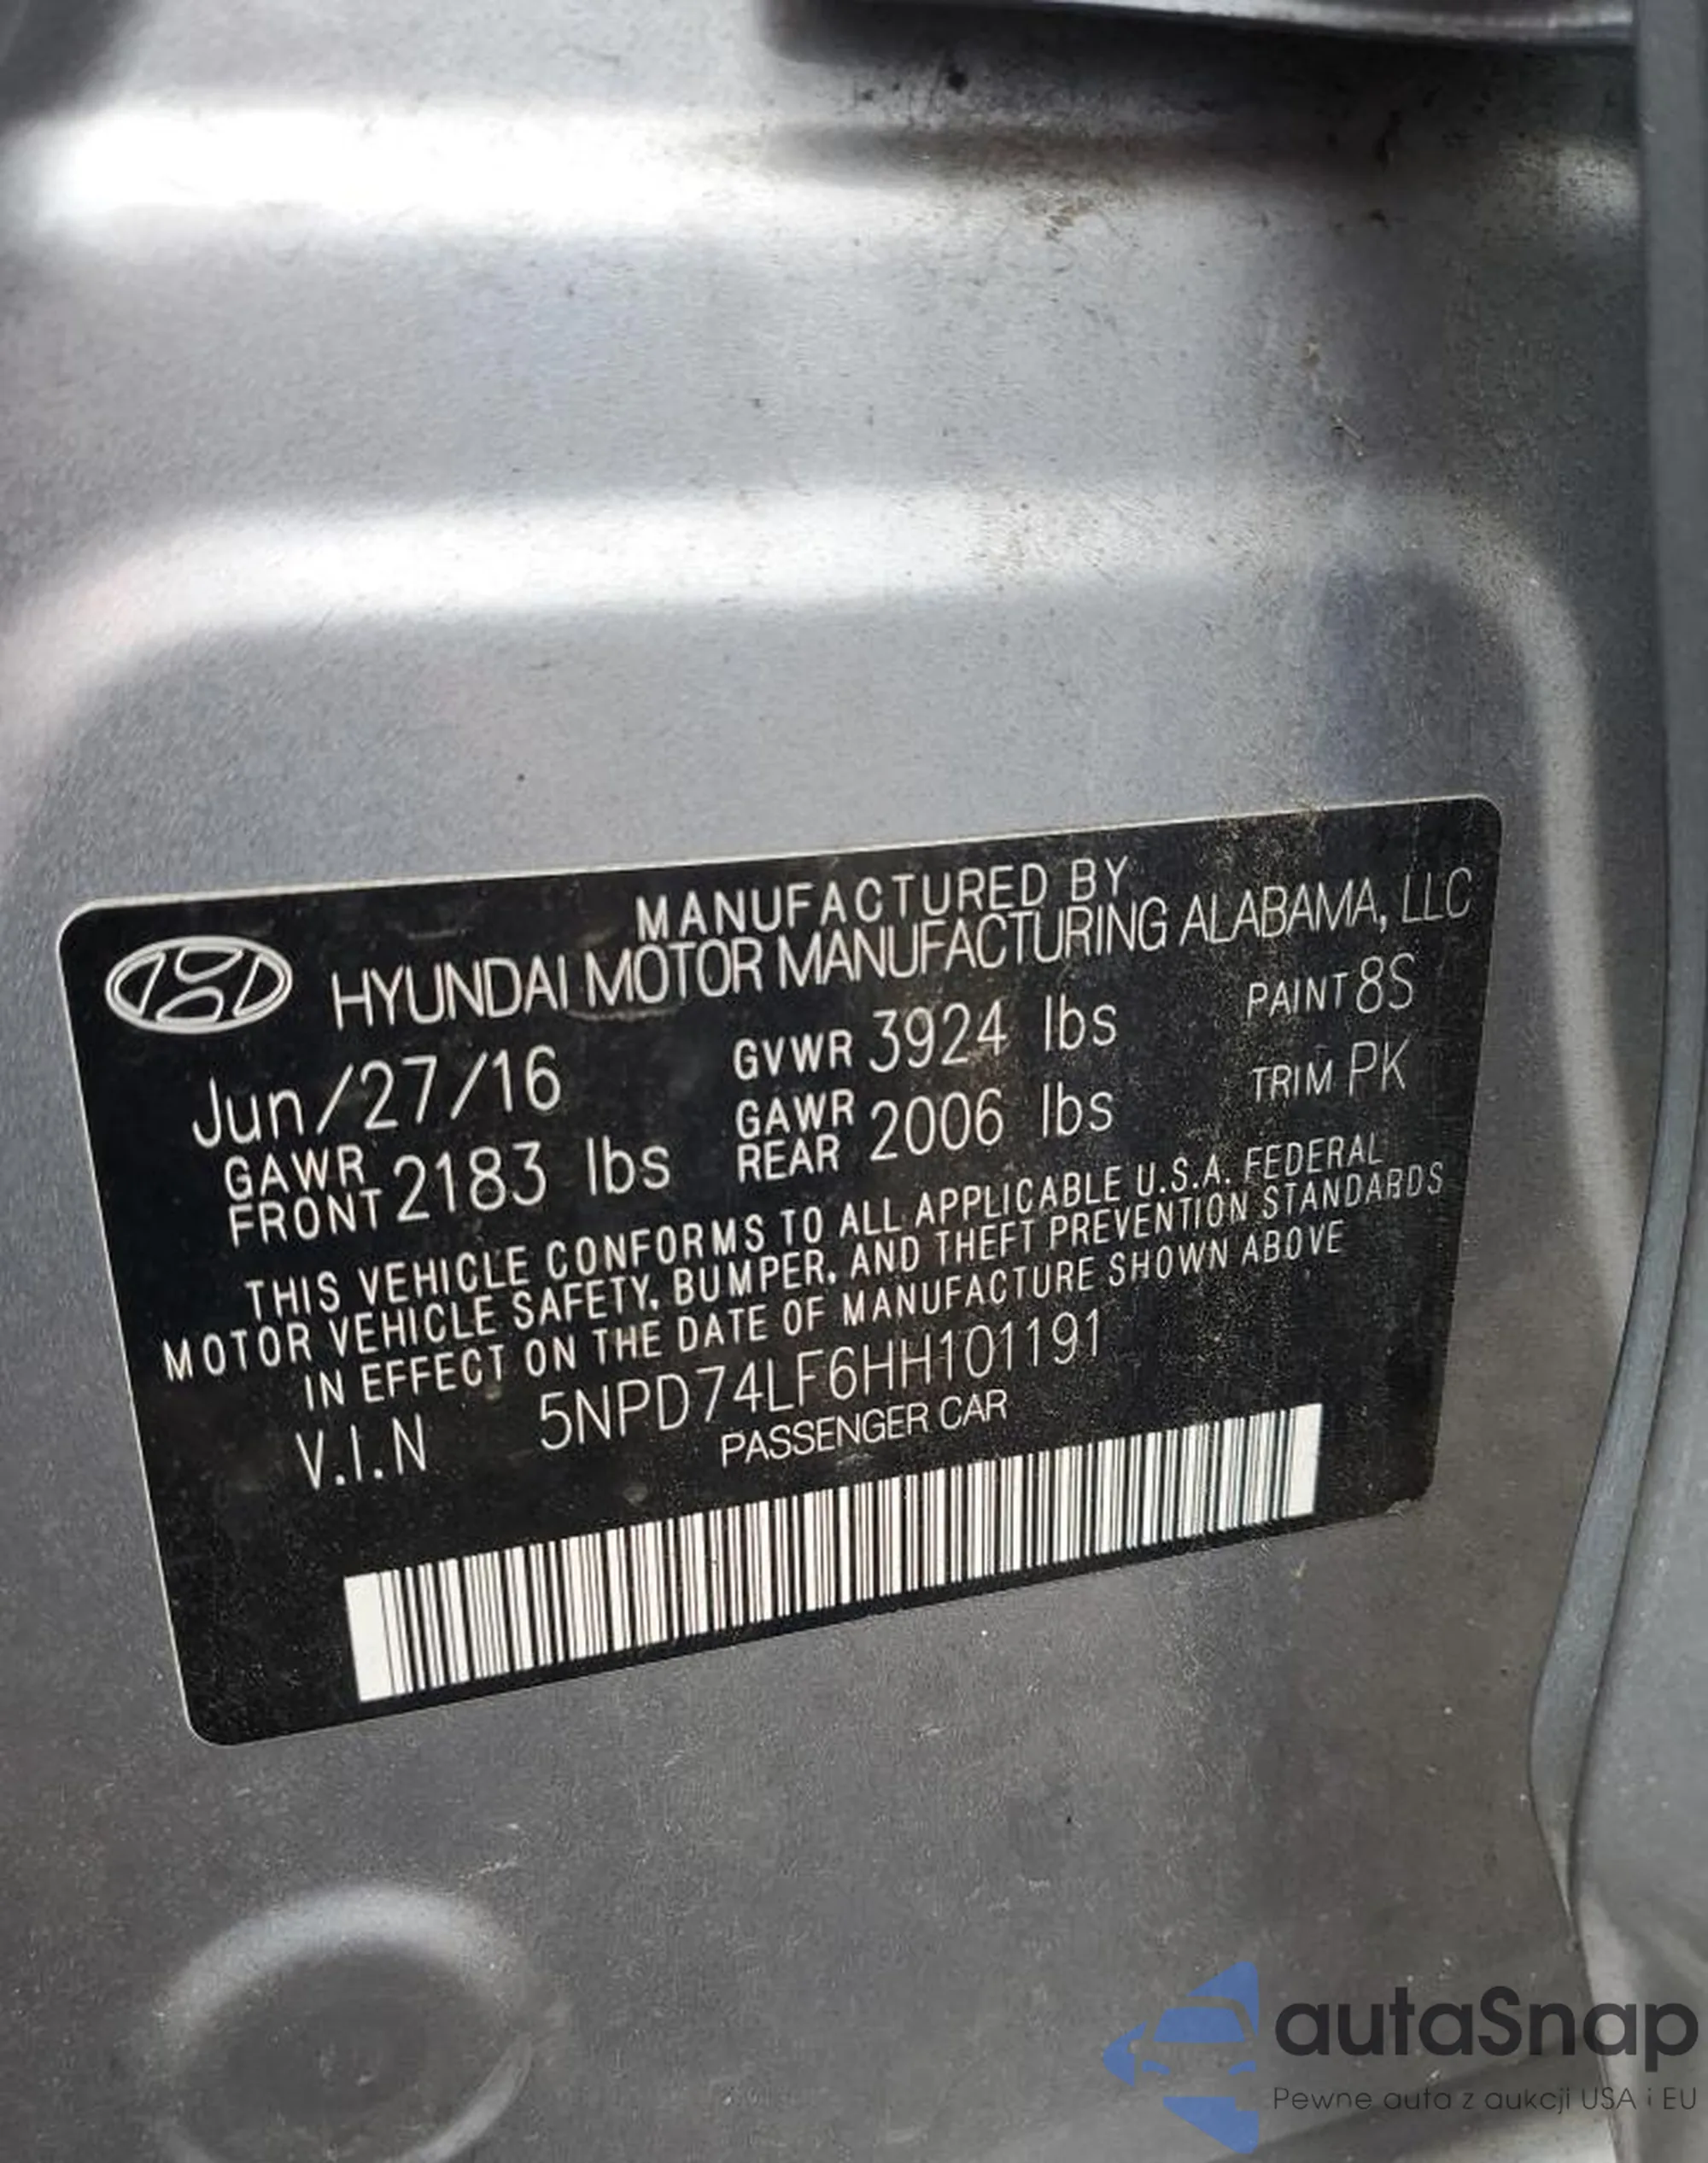 MANUFACTURED BY
HYUNDAI MOTOR MANUFACTURING ALABAMA, LLC
Jun/27/16 GVWR 3924 lbs PAINT 8S
GAWR FRONT 2183 lbs GAWR REAR 2006 lbs TRIM PK
THIS VEHICLE CONFORMS TO ALL APPLICABLE U.S.A. FEDERAL
MOTOR VEHICLE SAFETY, BUMPER, AND THEFT PREVENTION STANDARDS
IN EFFECT ON THE DATE OF MANUFACTURE SHOWN ABOVE
V.I.N 5NPD74LF6HH101191
PASSENGER CAR
autaSnap
Pewne auta z aukcji USA i EU